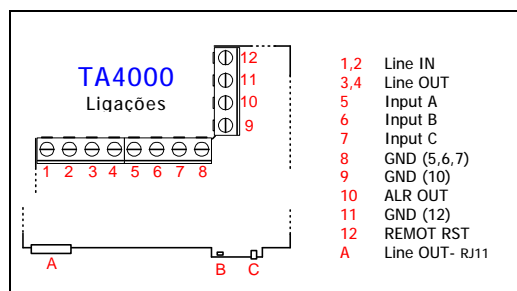 TA4000
Ligações
12
11
10
9
1 2 3 4 5 6 7 8
A
B C
1,2 Line IN
3,4 Line OUT
5 Input A
6 Input B
7 Input C
8 GND (5,6,7)
9 GND (10)
10 ALR OUT
11 GND (12)
12 REMOT RST
A Line OUT- RJ11